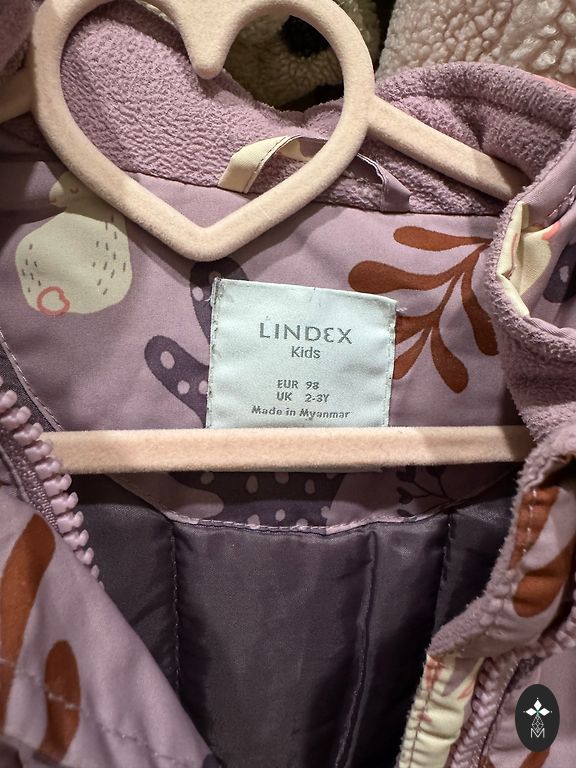 LINDEX
Kids
EUR 98
UK 2-3Y
Made in Myanmar